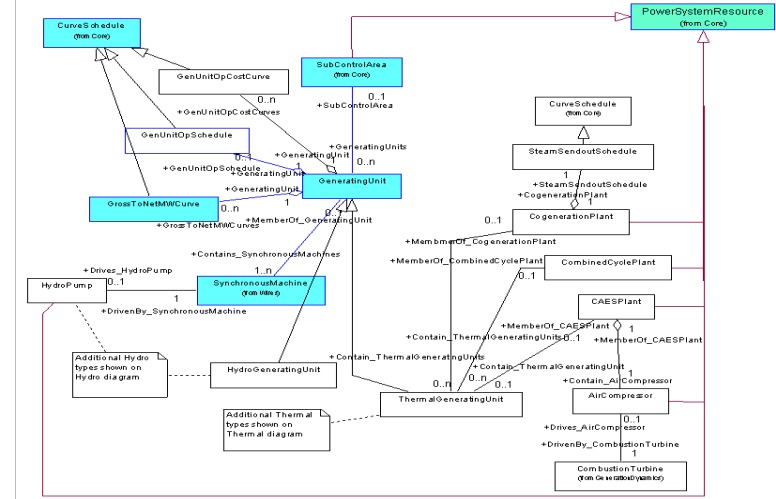 PowerSystemResource
(from Core)
CurveSchedule
(from Core)
GenUnitOpCostCurve
0..n
+GenUnitOpCostCurves
SubControlArea
(from Core)
0..1
+SubControlArea
CurveSchedule
(from Core)
GenUnitOpSchedule
0..1
+GenUnitOpSchedule
+GeneratingUnit
1
+GeneratingUnits
0..n
SteamSendoutSchedule
1
+SteamSendoutSchedule
+CogenerationPlant
1
+GeneratingUnit
1
GeneratingUnit
+GeneratingUnit
1
GrossToNetMWCurve
0..n
+GrossToNetMWCurves
0..1
+MemberOf_GeneratingUnit
0..1
CogenerationPlant
+MembmerOf_CogenerationPlant
+Contains_SynchronousMachines
1..n
+MemberOf_CombinedCyclePlant
0..1
CombinedCyclePlant
+Drives_HydroPump
0..1
HydroPump
1
+DrivenBy_SynchronousMachine
SynchronousMachine
(from Wires)
CAESPlant
+MemberOf_CAESPlant
0..1
1
+MemberOf_CAESPlant
+Contain_ThermalGeneratingUnits
+Contain_ThermalGeneratingUnits
+Contain_ThermalGeneratingUnit
Additional Hydro
types shown on
Hydro diagram
HydroGeneratingUnit
0..n
0..n
0..1
ThermalGeneratingUnit
1
+Contain_AirCompressor
AirCompressor
0..1
+Drives_AirCompressor
Additional Thermal
types shown on
Thermal diagram
+DrivenBy_CombustionTurbine
1
CombustionTurbine
(from GenerationDynamics)